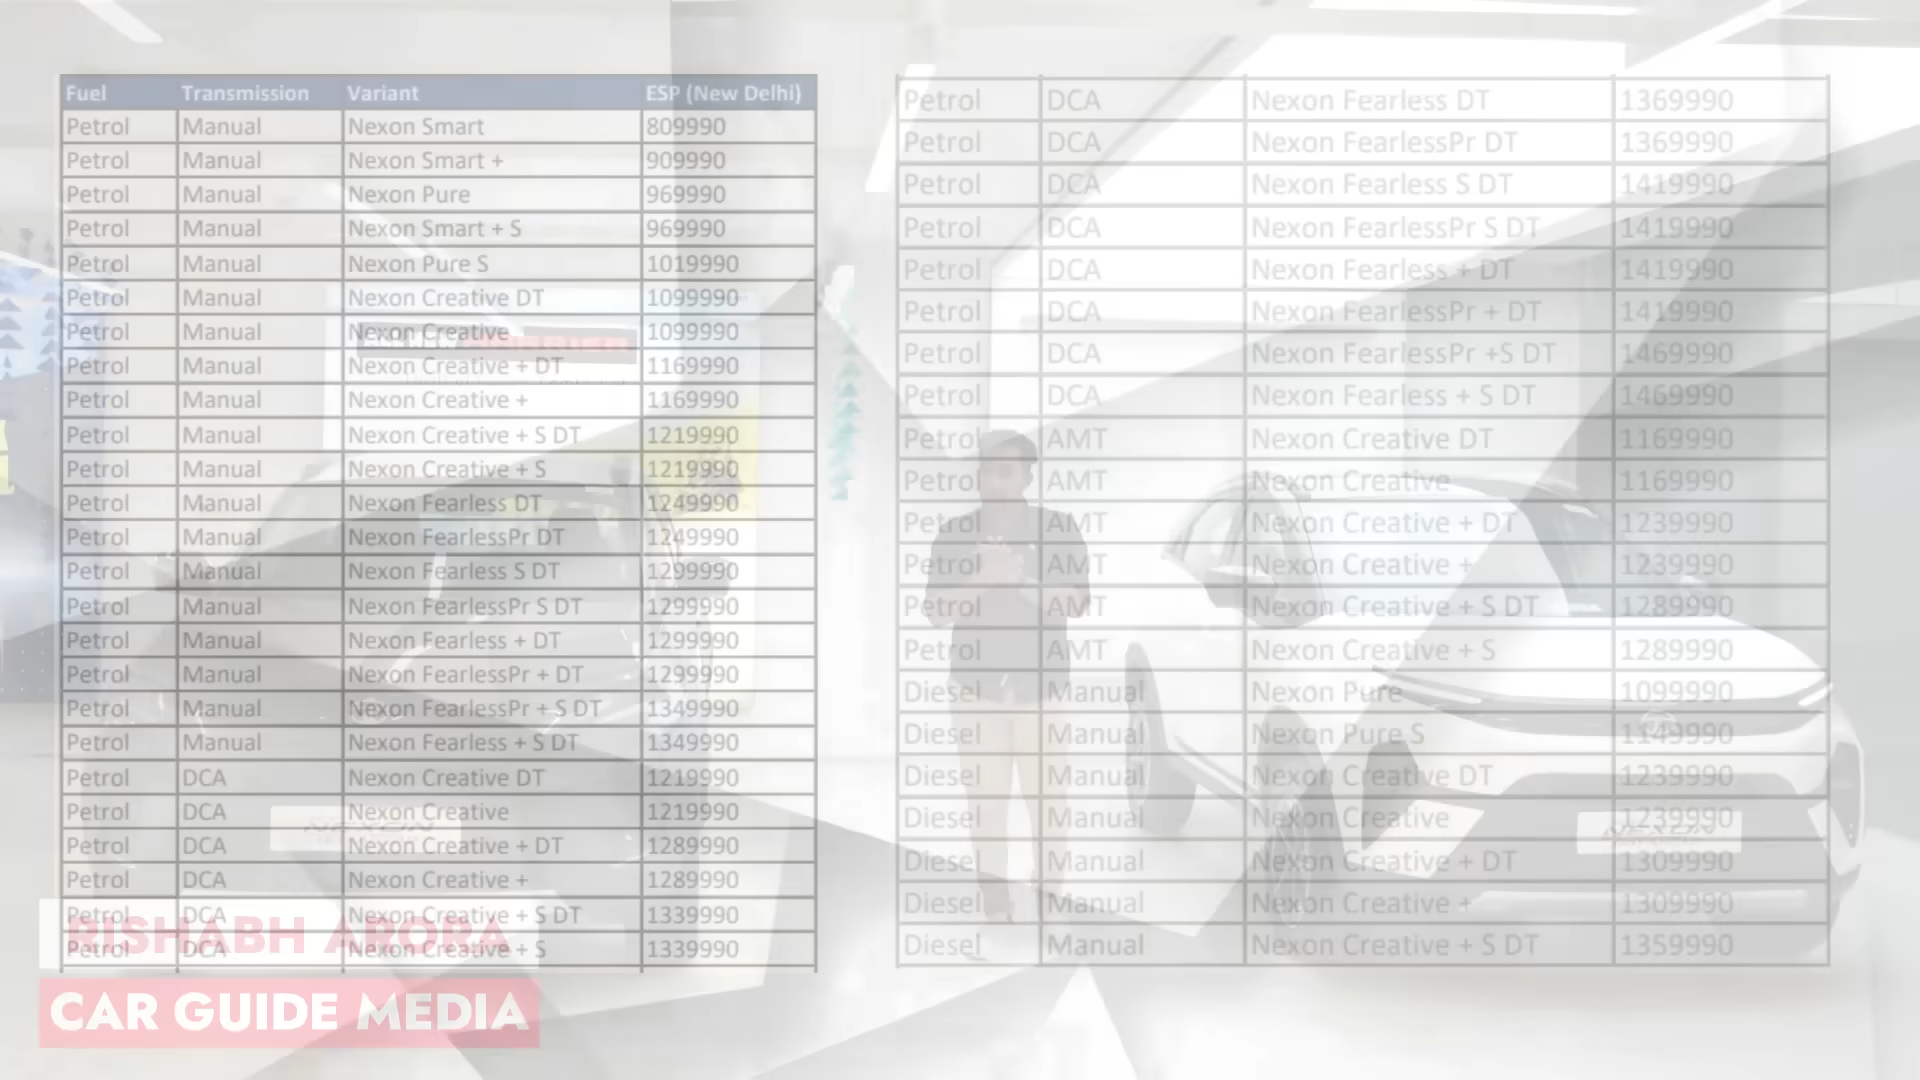 Fuel Transmission Variant ESP (New Delhi)
Petrol Manual Nexon Smart 809990
Petrol Manual Nexon Smart + 909990
Petrol Manual Nexon Pure 969990
Petrol Manual Nexon Smart + S 969990
Petrol Manual Nexon Pure S 1019990
Petrol Manual Nexon Creative DT 1099990
Petrol Manual Nexon Creative 1099990
Petrol Manual Nexon Creative + DT 1169990
Petrol Manual Nexon Creative + 1169990
Petrol Manual Nexon Creative + S DT 1219990
Petrol Manual Nexon Creative + S 1219990
Petrol Manual Nexon Fearless DT 1249990
Petrol Manual Nexon FearlessPr DT 1249990
Petrol Manual Nexon Fearless S DT 1299990
Petrol Manual Nexon FearlessPr S DT 1299990
Petrol Manual Nexon Fearless + DT 1299990
Petrol Manual Nexon FearlessPr + DT 1299990
Petrol Manual Nexon FearlessPr + S DT 1349990
Petrol Manual Nexon Fearless + S DT 1349990
Petrol DCA Nexon Creative DT 1219990
Petrol DCA Nexon Creative 1219990
Petrol DCA Nexon Creative + DT 1289990
Petrol DCA Nexon Creative + 1289990
Petrol DCA Nexon Creative + S DT 1339990
Petrol DCA Nexon Creative + S 1339990
Petrol DCA Nexon Fearless DT 1369990
Petrol DCA Nexon FearlessPr DT 1369990
Petrol DCA Nexon Fearless S DT 1419990
Petrol DCA Nexon FearlessPr S DT 1419990
Petrol DCA Nexon Fearless + DT 1419990
Petrol DCA Nexon FearlessPr + DT 1419990
Petrol DCA Nexon FearlessPr +S DT 1469990
Petrol DCA Nexon Fearless + S DT 1469990
Petrol AMT Nexon Creative DT 1169990
Petrol AMT Nexon Creative 1169990
Petrol AMT Nexon Creative + DT 1239990
Petrol AMT Nexon Creative + 1239990
Petrol AMT Nexon Creative + S DT 1289990
Petrol AMT Nexon Creative + S 1289990
Diesel Manual Nexon Pure 1099990
Diesel Manual Nexon Pure S 1149990
Diesel Manual Nexon Creative DT 1239990
Diesel Manual Nexon Creative 1239990
Diesel Manual Nexon Creative + DT 1309990
Diesel Manual Nexon Creative + 1309990
Diesel Manual Nexon Creative + S DT 1359990
NEXON
NEXON
RISHABH ARORA
CAR GUIDE MEDIA